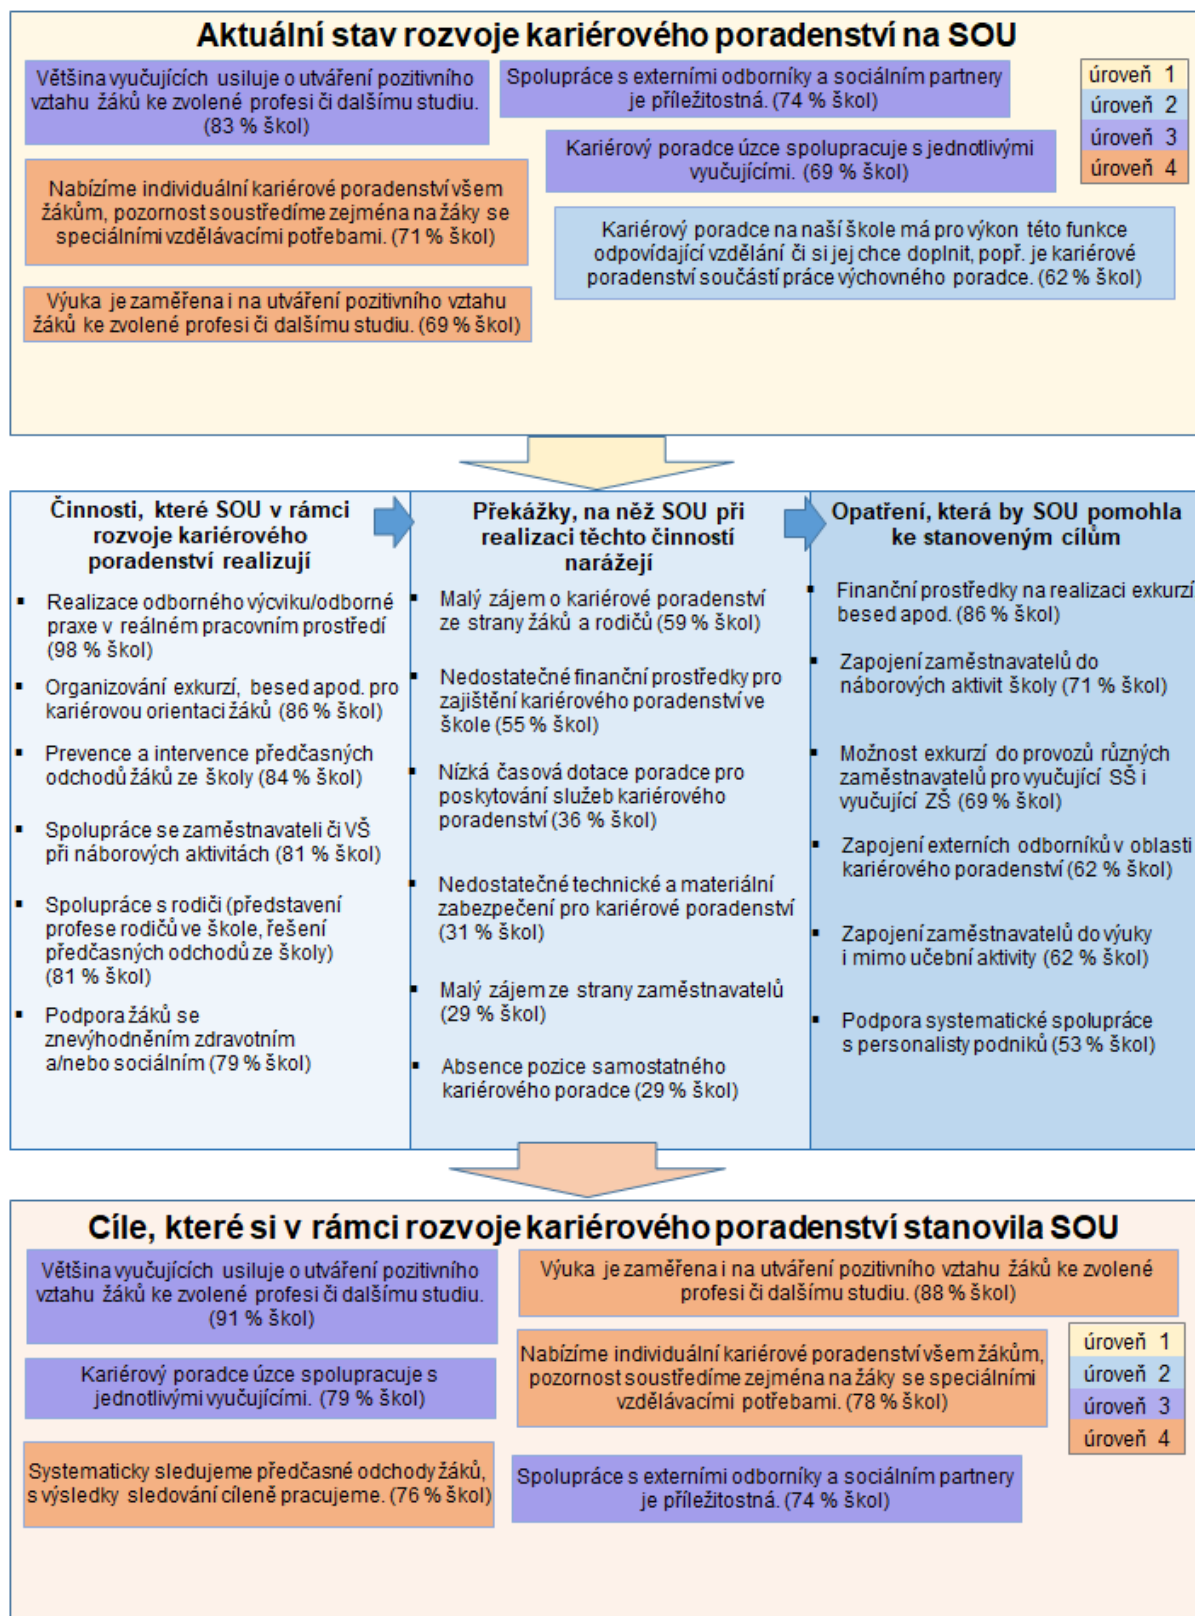 Aktuální stav rozvoje kariérového poradenství na SOU
Většina vyučujících usiluje o utváření pozitivního
vztahu žáků ke zvolené profesi či dalšímu studiu.
(83 % škol)
Nabízíme individuální kariérové poradenství všem
žákům, pozornost soustředíme zejména na žáky se
speciálními vzdělávacími potřebami. (71 % škol)
Výuka je zaměřena i na utváření pozitivního vztahu
žáků ke zvolené profesi či dalšímu studiu. (69 % škol)
Spolupráce s externími odborníky a sociálním partnery
je příležitostná. (74 % škol)
Kariérový poradce úzce spolupracuje s jednotlivými
vyučujícími. (69 % škol)
Kariérový poradce na naší škole má pro výkon této funkce
odpovídající vzdělání či si jej chce doplnit, popř. je kariérové
poradenství součástí práce výchovného poradce. (62 % škol)
úroveň 1
úroveň 2
úroveň 3
úroveň 4
Činnosti, které SOU v rámci
rozvoje kariérového
poradenství realizují
▪ Realizace odborného výcviku/odborné
praxe v reálném pracovním prostředí
(98 % škol)
▪ Organizování exkurzí, besed apod. pro
kariérovou orientaci žáků (86 % škol)
▪ Prevence a intervence předčasných
odchodů žáků ze školy (84 % škol)
▪ Spolupráce se zaměstnavateli či VŠ
při náborových aktivitách (81 % škol)
▪ Spolupráce s rodiči (představení
profese rodičů ve škole, řešení
předčasných odchodů ze školy)
(81 % škol)
▪ Podpora žáků se
znevýhodněním zdravotním
a/nebo sociálním (79 % škol)
Překážky, na něž SOU při
realizaci těchto činností
narážejí
▪ Malý zájem o kariérové poradenství
ze strany žáků a rodičů (59 % škol)
▪ Nedostatečné finanční prostředky pro
zajištění kariérového poradenství ve
škole (55 % škol)
▪ Nízká časová dotace poradce pro
poskytování služeb kariérového
poradenství (36 % škol)
▪ Nedostatečné technické a materiální
zabezpečení pro kariérové poradenství
(31 % škol)
▪ Malý zájem ze strany zaměstnavatelů
(29 % škol)
▪ Absence pozice samostatného
kariérového poradce (29 % škol)
Opatření, která by SOU pomohla
ke stanoveným cílům
▪ Finanční prostředky na realizaci exkurzí
besed apod. (86 % škol)
▪ Zapojení zaměstnavatelů do
náborových aktivit školy (71 % škol)
▪ Možnost exkurzí do provozů různých
zaměstnavatelů pro vyučující SŠ i
vyučující ZŠ (69 % škol)
▪ Zapojení externích odborníků v oblasti
kariérového poradenství (62 % škol)
▪ Zapojení zaměstnavatelů do výuky
i mimo učební aktivity (62 % škol)
▪ Podpora systematické spolupráce
s personalisty podniků (53 % škol)
Cíle, které si v rámci rozvoje kariérového poradenství stanovila SOU
Většina vyučujících usiluje o utváření pozitivního
vztahu žáků ke zvolené profesi či dalšímu studiu.
(91 % škol)
Kariérový poradce úzce spolupracuje s
jednotlivými vyučujícími. (79 % škol)
Systematicky sledujeme předčasné odchody žáků,
s výsledky sledování cíleně pracujeme. (76 % škol)
Výuka je zaměřena i na utváření pozitivního vztahu žáků ke zvolené
profesi či dalšímu studiu. (88 % škol)
Nabízíme individuální kariérové poradenství všem žákům,
pozornost soustředíme zejména na žáky se speciálními
vzdělávacími potřebami. (78 % škol)
Spolupráce s externími odborníky a sociálním partnery
je příležitostná. (74 % škol)
úroveň 1
úroveň 2
úroveň 3
úroveň 4